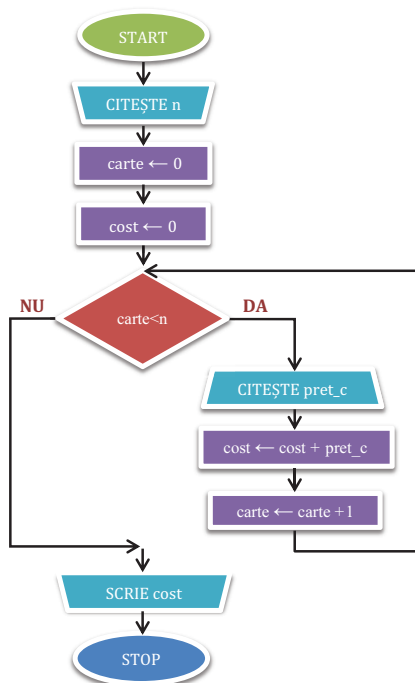 START
CITEȘTE n
carte ← 0
cost ← 0
NU
DA
carte<n
CITEȘTE pret_c
cost ← cost + pret_c
carte ← carte + 1
SCRIE cost
STOP